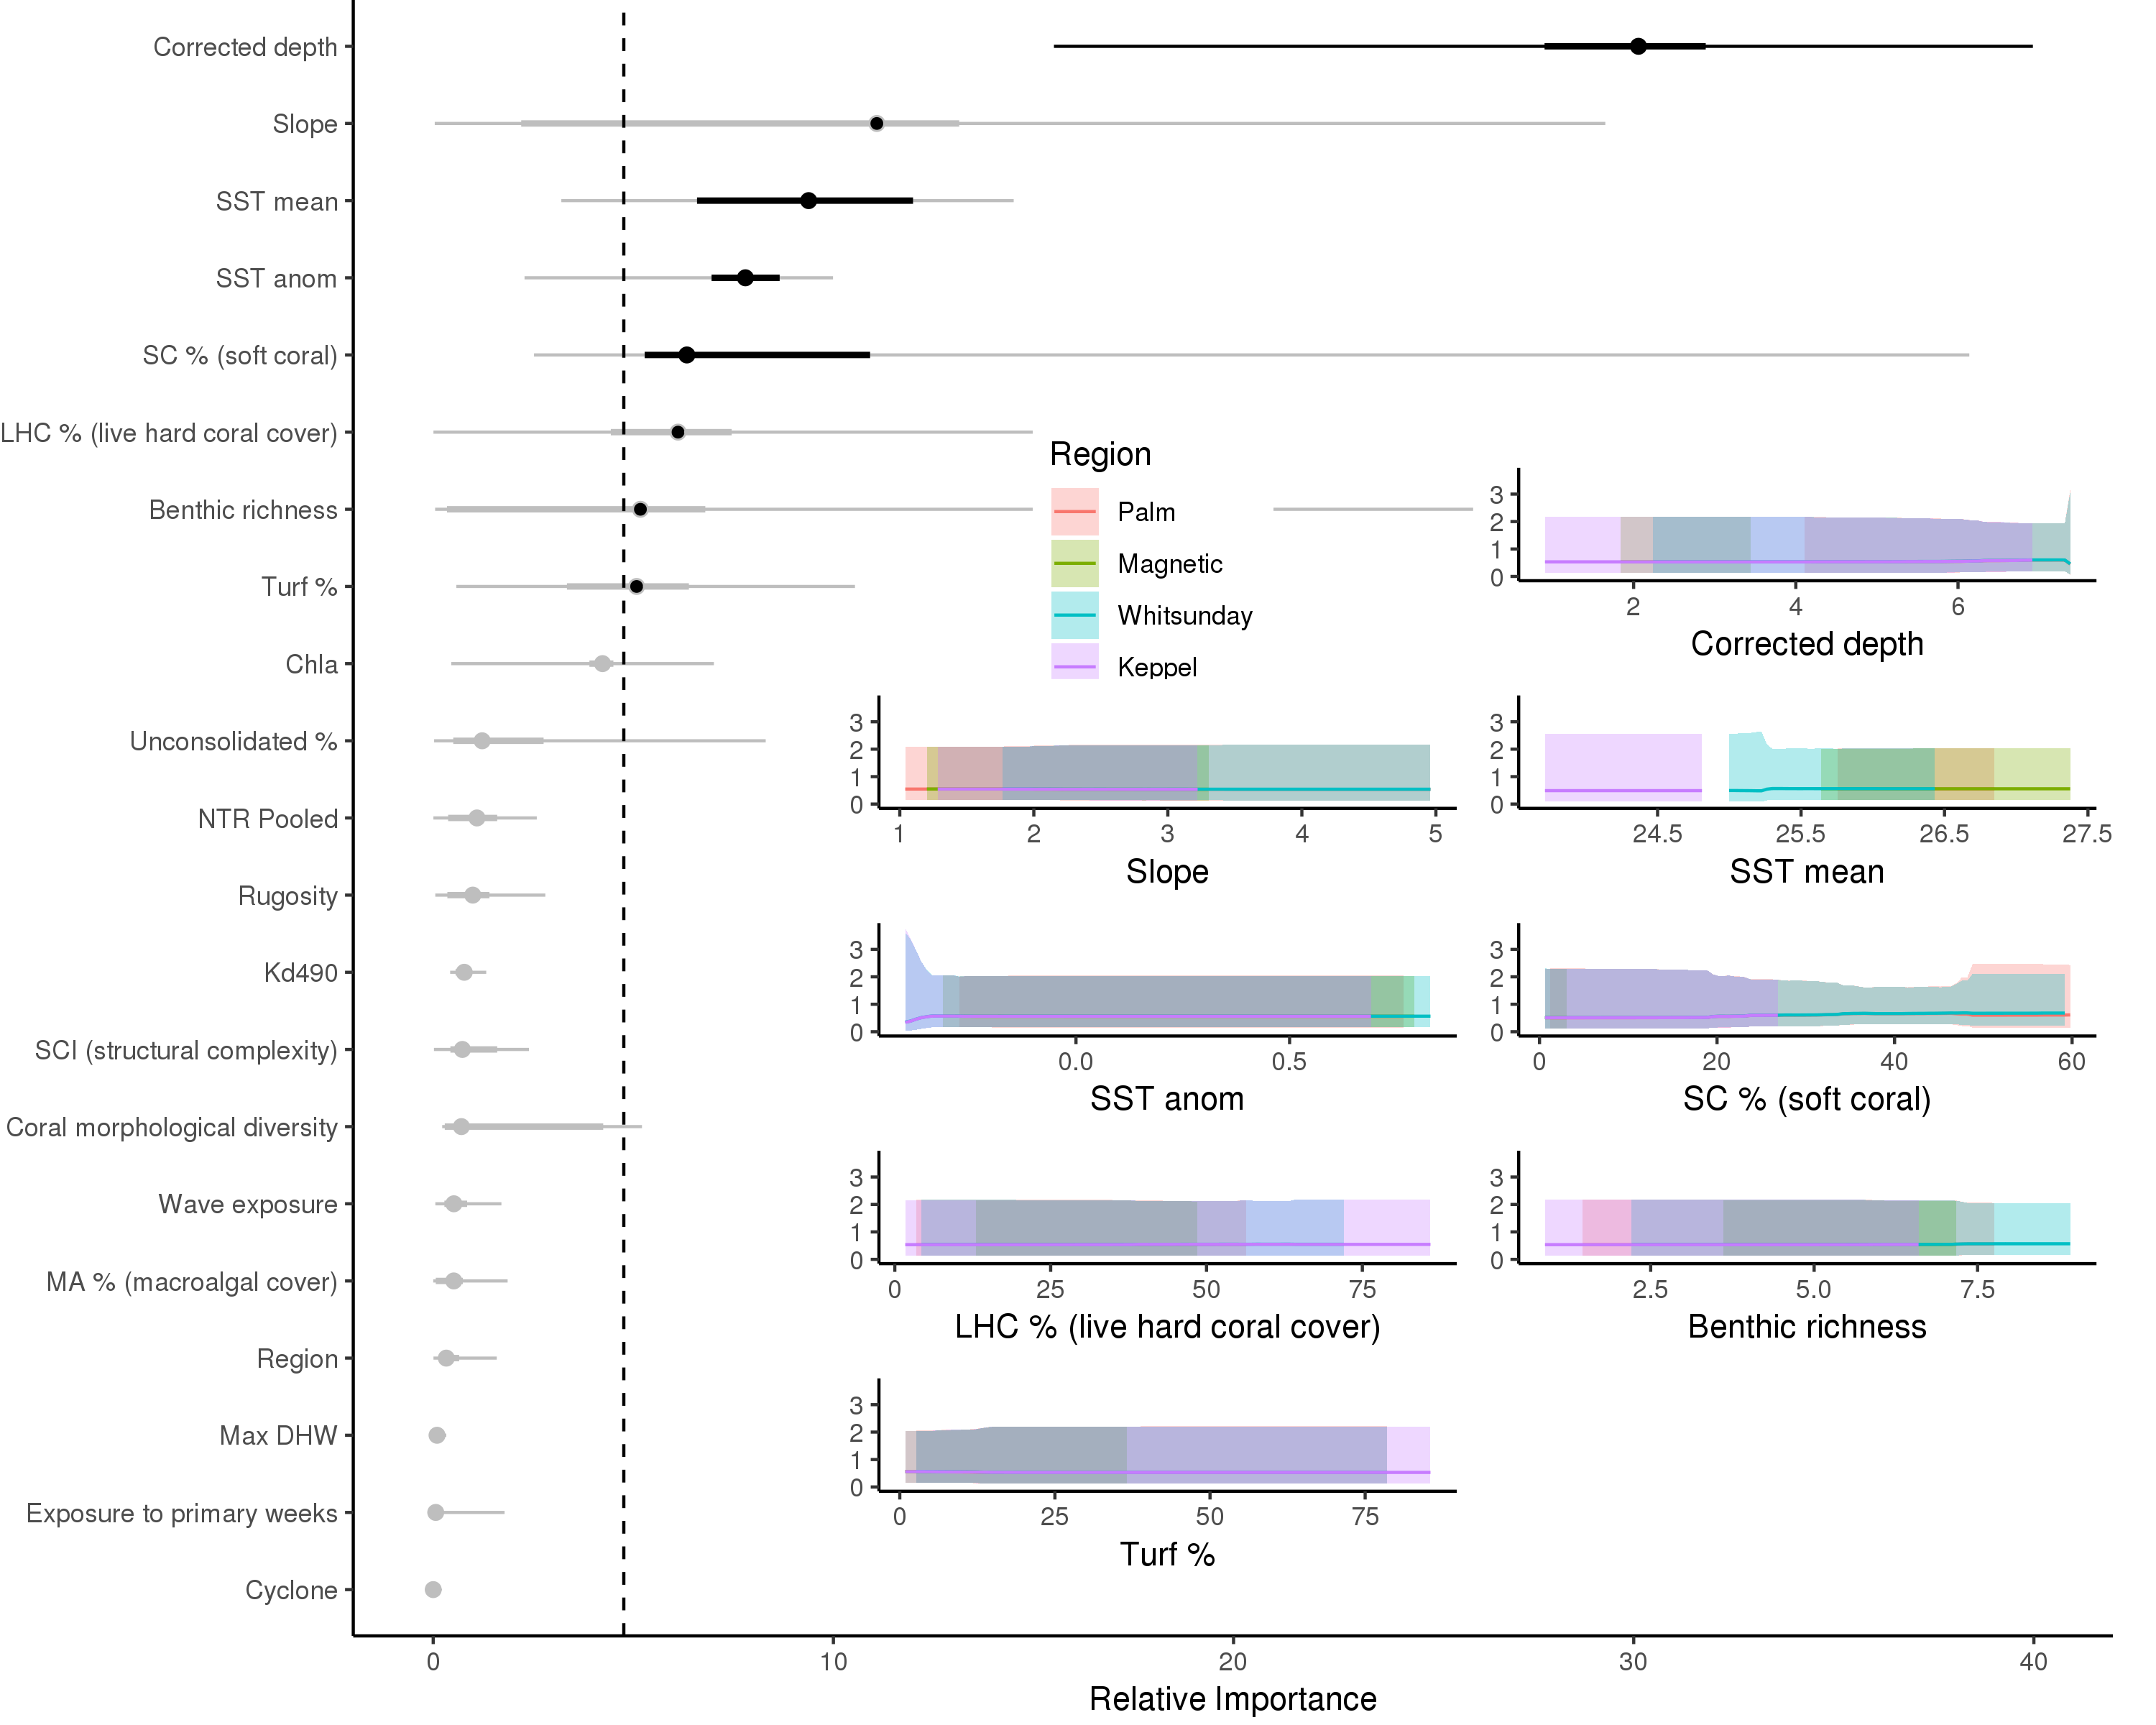 Corrected depth
Slope
SST mean
SST anom
SC % (soft coral)
LHC % (live hard coral cover)
Benthic richness
Turf %
Chla
Unconsolidated %
NTR Pooled
Rugosity
Kd490
SCI (structural complexity)
Coral morphological diversity
Wave exposure
MA % (macroalgal cover)
Region
Max DHW
Exposure to primary weeks
Cyclone
0 10 20 30 40
Relative Importance
Region
Palm
Magnetic
Whitsunday
Keppel
3
2
1
0
2 4 6
Corrected depth
3
2
1
0
1 2 3 4 5
Slope
3
2
1
0
24.5 25.5 26.5 27.5
SST mean
3
2
1
0
0.0 0.5
SST anom
3
2
1
0
0 20 40 60
SC % (soft coral)
3
2
1
0
0 25 50 75
LHC % (live hard coral cover)
3
2
1
0
2.5 5.0 7.5
Benthic richness
3
2
1
0
0 25 50 75
Turf %